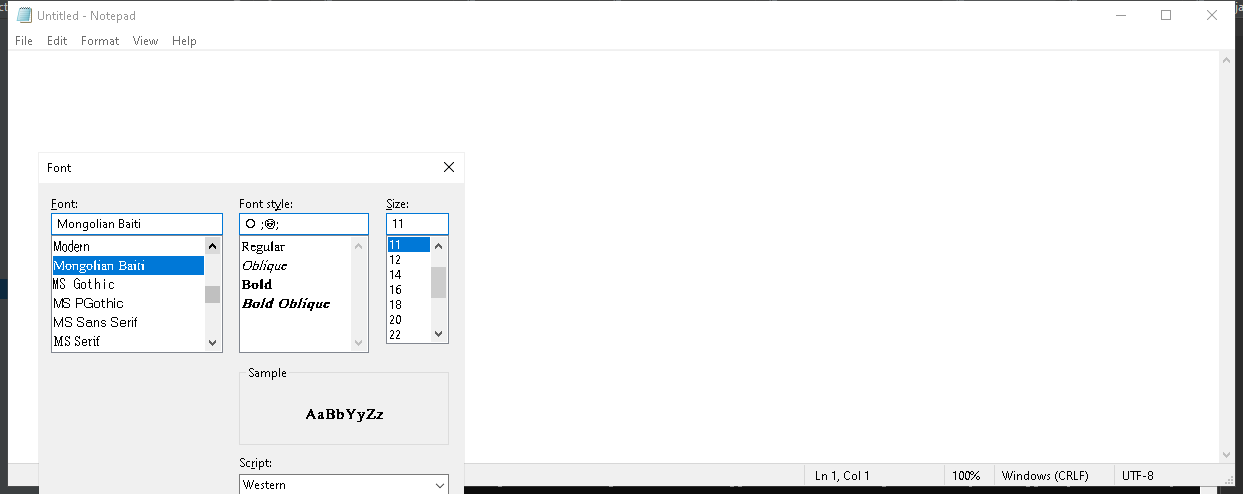 Untitled - Notepad
File Edit Format View Help
Font
Font: Font style: Size:
Mongolian Baiti 11
Modern Regular 11
Mongolian Baiti Oblique 12
MS Gothic Bold 14
MS PGothic Bold Oblique 16
MS Sans Serif 18
MS Serif 20
22
Sample
AaBbYyZz
Script:
Western
Ln 1, Col 1 100% Windows (CRLF) UTF-8